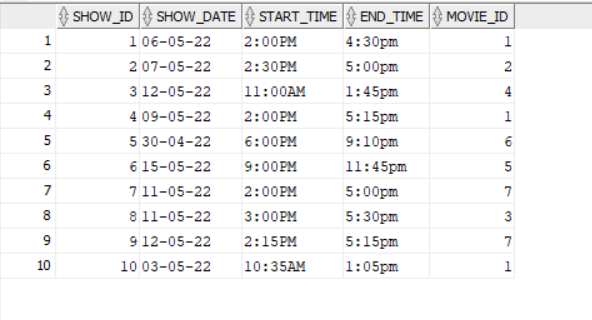 SHOW_ID SHOW_DATE START_TIME END_TIME MOVIE_ID
1 1 06-05-22 2:00PM 4:30pm 1
2 2 07-05-22 2:30PM 5:00pm 2
3 3 12-05-22 11:00AM 1:45pm 4
4 4 09-05-22 2:00PM 5:15pm 1
5 5 30-04-22 6:00PM 9:10pm 6
6 6 15-05-22 9:00PM 11:45pm 5
7 7 11-05-22 2:00PM 5:00pm 7
8 8 11-05-22 3:00PM 5:30pm 3
9 9 12-05-22 2:15PM 5:15pm 7
10 10 03-05-22 10:35AM 1:05pm 1